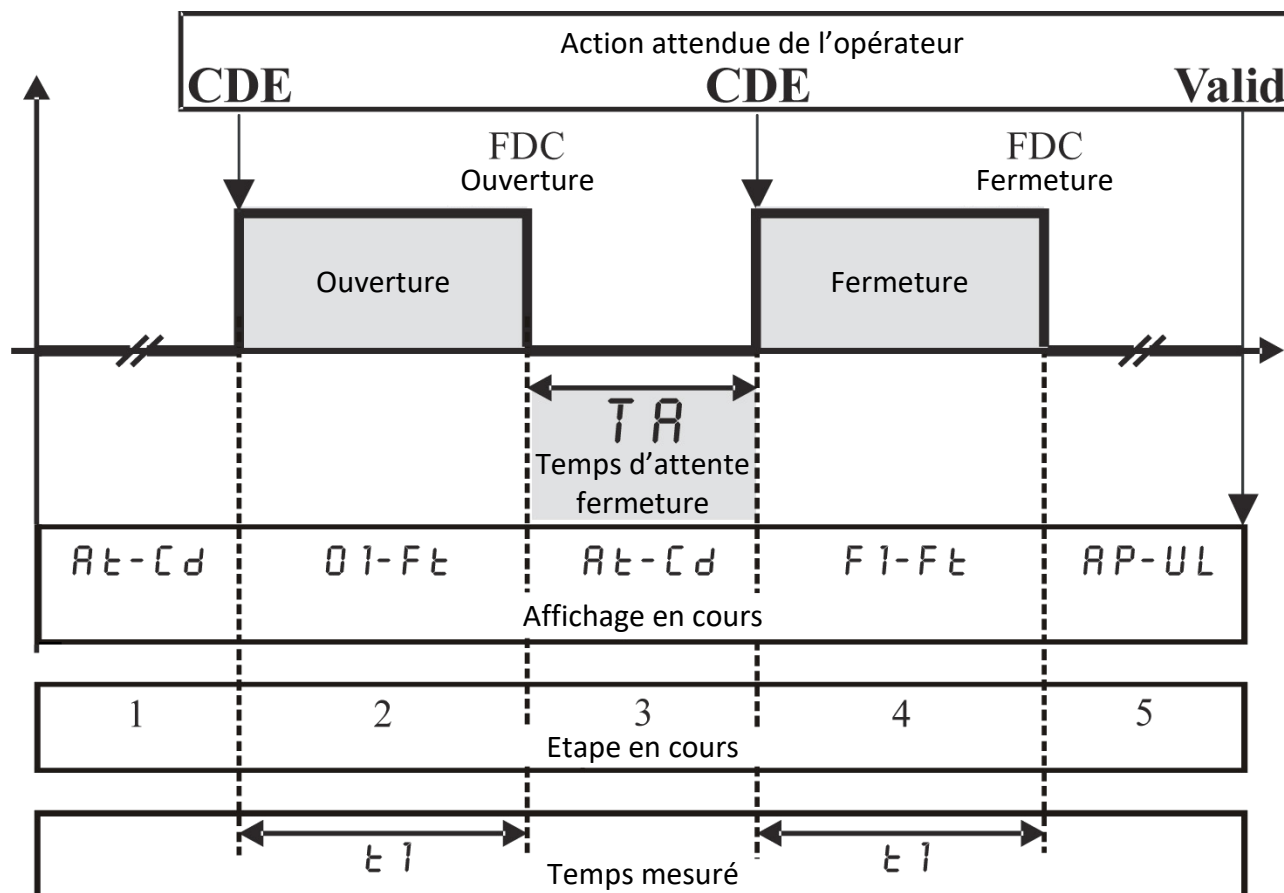 Action attendue de l’opérateur
CDE CDE Valid
FDC FDC
Ouverture Fermeture
Ouverture Fermeture
TA
Temps d’attente
fermeture
At-Cd O1-Ft At-Cd F1-Ft AP-UL
Affichage en cours
1 2 3 4 5
Etape en cours
t1 t1
Temps mesuré